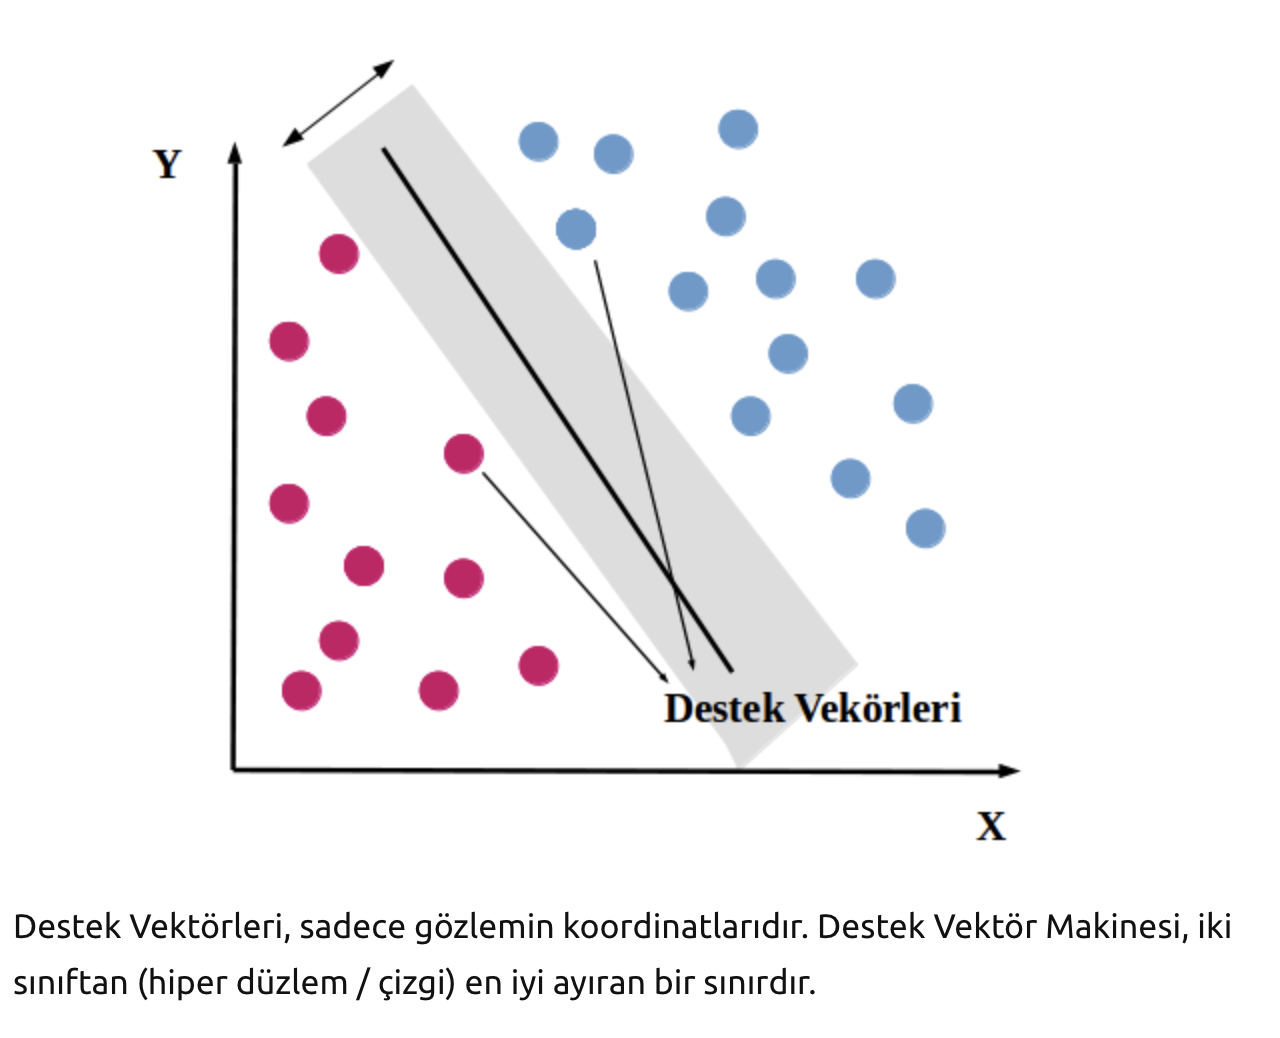 Y
Destek Vekörleri
X
Destek Vektörleri, sadece gözlemin koordinatlarıdır. Destek Vektör Makinesi, iki
sınıftan (hiper düzlem / çizgi) en iyi ayıran bir sınırdır.